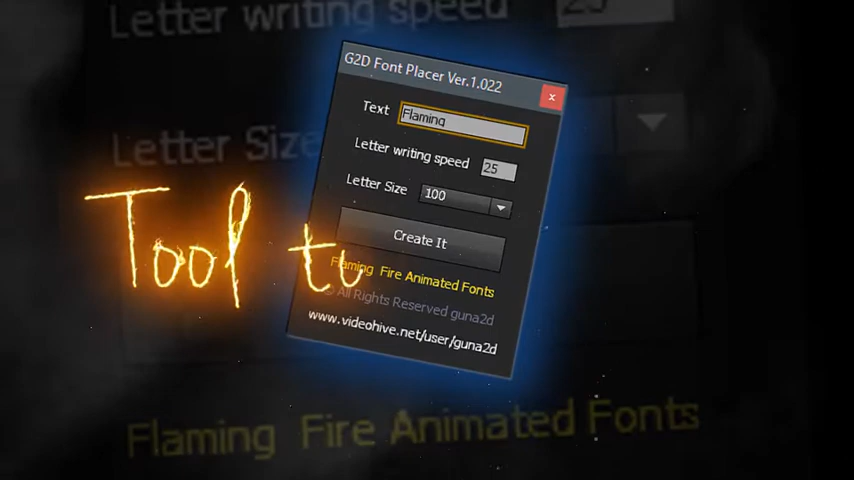 Letter writing speed 25
Letter Size
G2D Font Placer Ver.1.022
x
Text Flaming
Letter writing speed 25
Letter Size 100
Create It
Flaming Fire Animated Fonts
© All Rights Reserved guna2d
www.videohive.net/user/guna2d
Tool tu
Flaming Fire Animated Fonts